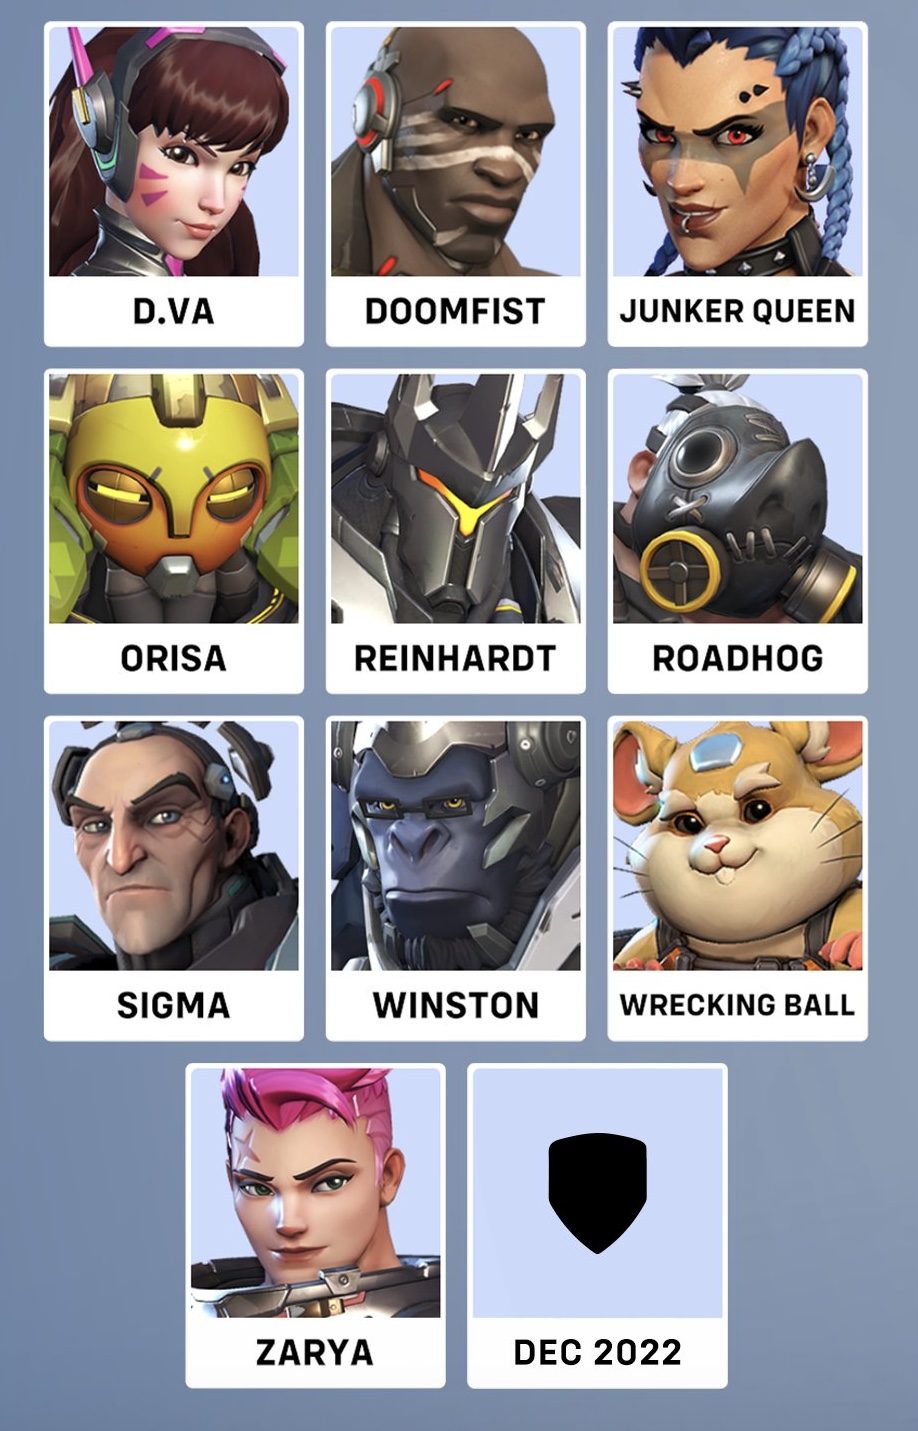 D.VA
DOOMFIST
JUNKER QUEEN
ORISA
REINHARDT
ROADHOG
SIGMA
WINSTON
WRECKING BALL
ZARYA
DEC 2022